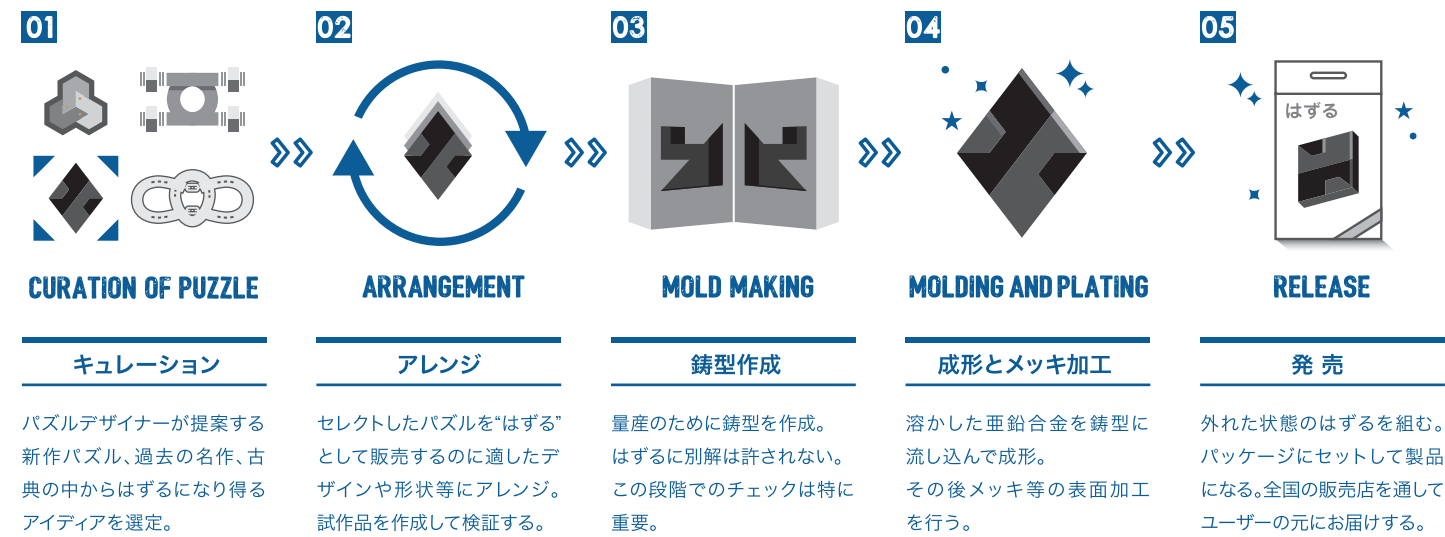 01
CURATION OF PUZZLE
キュレーション
パズルデザイナーが提案する
新作パズル、過去の名作、古
典の中からはずるになり得る
アイディアを選定。
02
ARRANGEMENT
アレンジ
セレクトしたパズルを“はずる”
として販売するのに適したデ
ザインや形状等にアレンジ。
試作品を作成して検証する。
03
MOLD MAKING
鋳型作成
量産のために鋳型を作成。
はずるに別解は許されない。
この段階でのチェックは特に
重要。
04
MOLDING AND PLATING
成形とメッキ加工
溶かした亜鉛合金を鋳型に
流し込んで成形。
その後メッキ等の表面加工
を行う。
05
はずる
RELEASE
発売
外れた状態のはずるを組む。
パッケージにセットして製品
になる。全国の販売店を通して
ユーザーの元にお届けする。